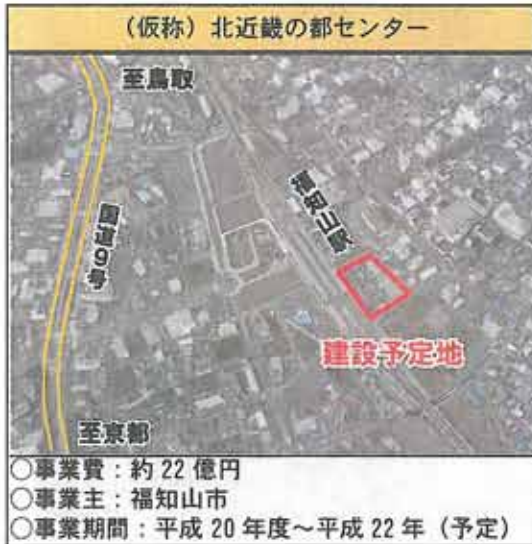 （仮称）北近畿の都センター
至鳥取
福知山駅
国道9号
建設予定地
至京都
○事業費：約22億円
○事業主：福知山市
○事業期間：平成20年度～平成22年（予定）